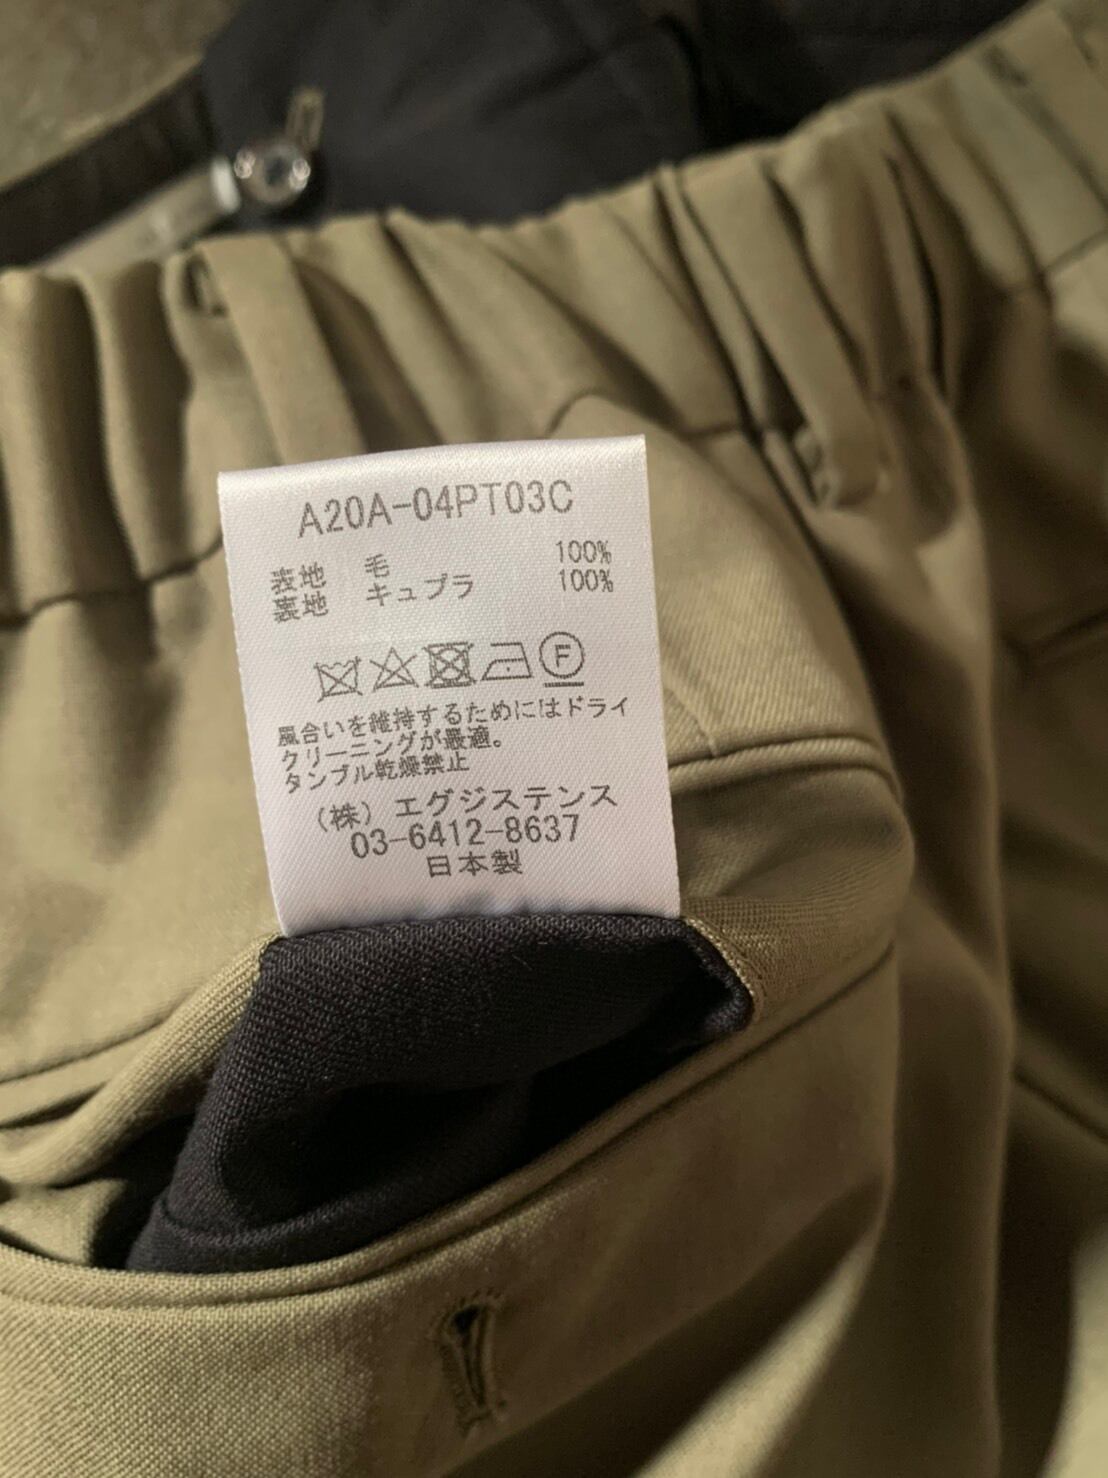 A20A-04PT03C
表地 毛 100%
裏地 キュプラ 100%
F
風合いを維持するためにはドライ
クリーニングが最適。
タンブル乾燥禁止
(株) エグジステンス
03-6412-8637
日本製